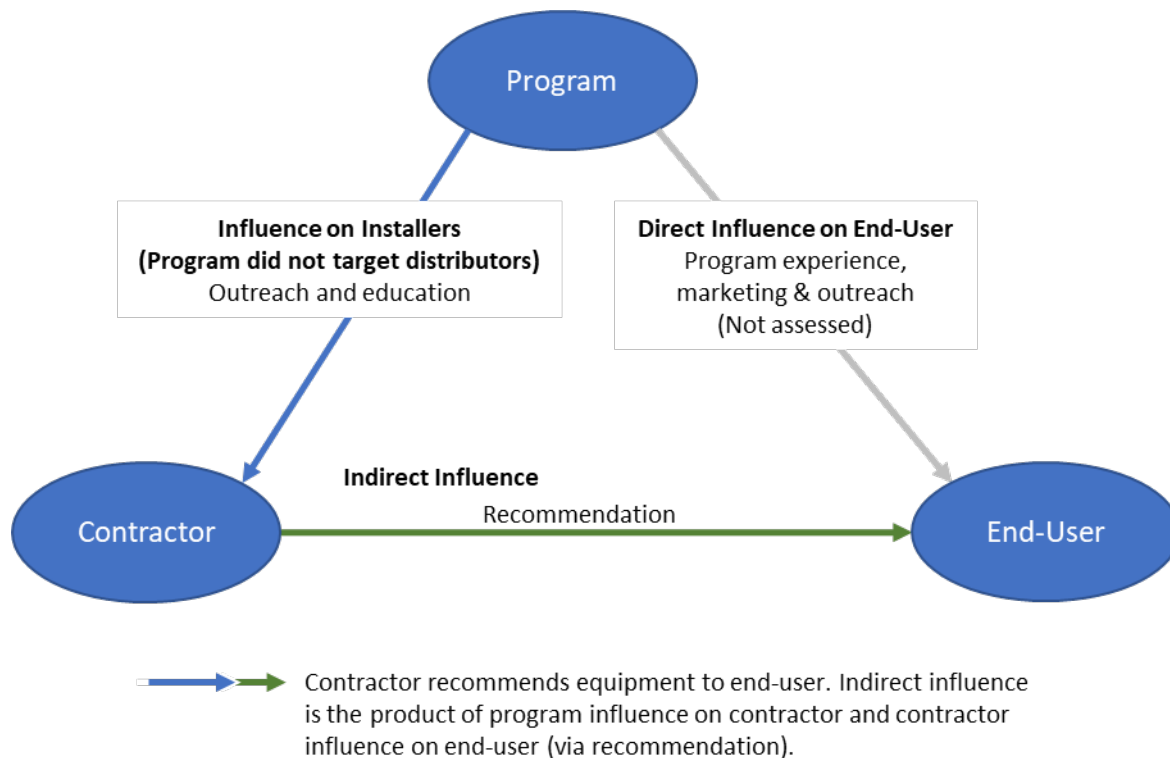 Program
Influence on Installers
(Program did not target distributors)
Outreach and education
Direct Influence on End-User
Program experience,
marketing & outreach
(Not assessed)
Indirect Influence
Recommendation
Contractor
End-User
Contractor recommends equipment to end-user. Indirect influence
is the product of program influence on contractor and contractor
influence on end-user (via recommendation).